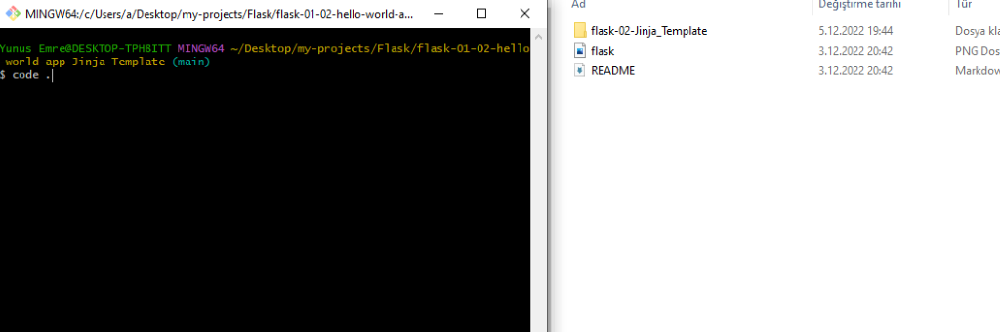 MINGW64:/c/Users/a/Desktop/my-projects/Flask/flask-01-02-hello-world-a...
Yunus Emre@DESKTOP-TPH8ITT MINGW64 ~/Desktop/my-projects/Flask/flask-01-02-hello
-world-app-Jinja-Template (main)
$ code .
Ad Değiştirme tarihi Tür
flask-02-Jinja_Template 5.12.2022 19:44 Dosya kla
flask 3.12.2022 20:42 PNG Dos
README 3.12.2022 20:42 Markdow